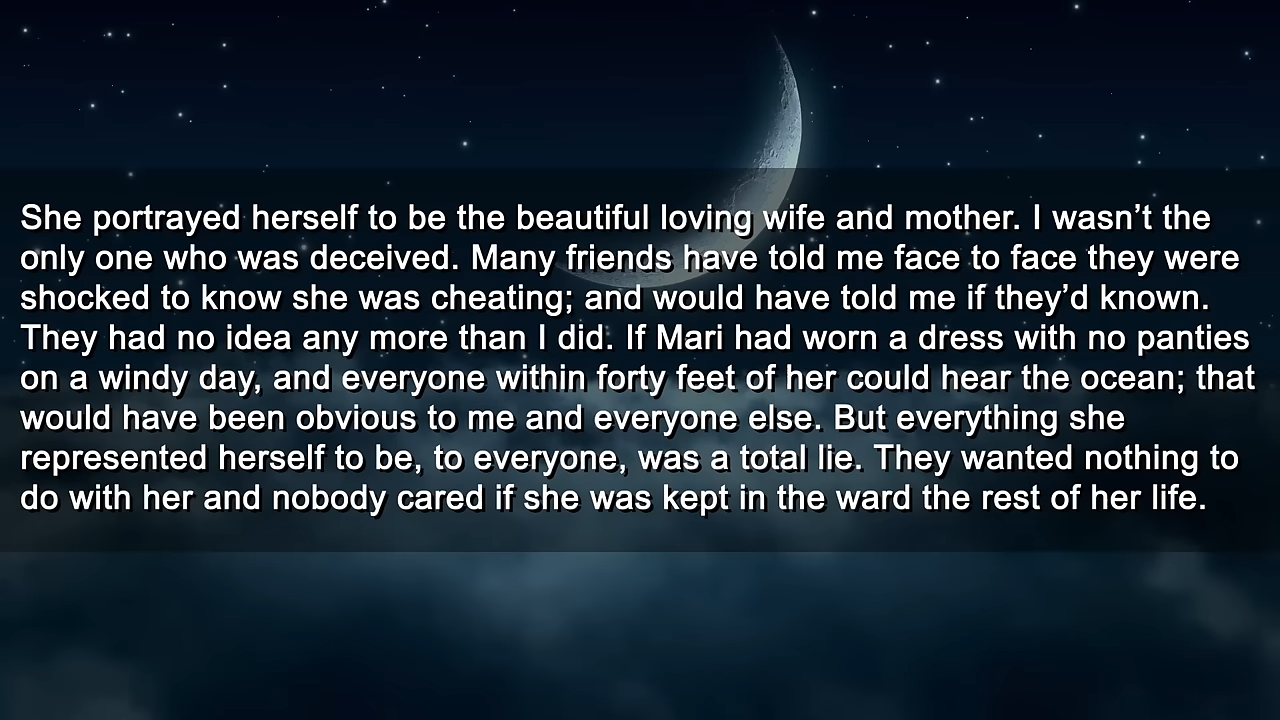 She portrayed herself to be the beautiful loving wife and mother. I wasn’t the
only one who was deceived. Many friends have told me face to face they were
shocked to know she was cheating; and would have told me if they’d known.
They had no idea any more than I did. If Mari had worn a dress with no panties
on a windy day, and everyone within forty feet of her could hear the ocean; that
would have been obvious to me and everyone else. But everything she
represented herself to be, to everyone, was a total lie. They wanted nothing to
do with her and nobody cared if she was kept in the ward the rest of her life.